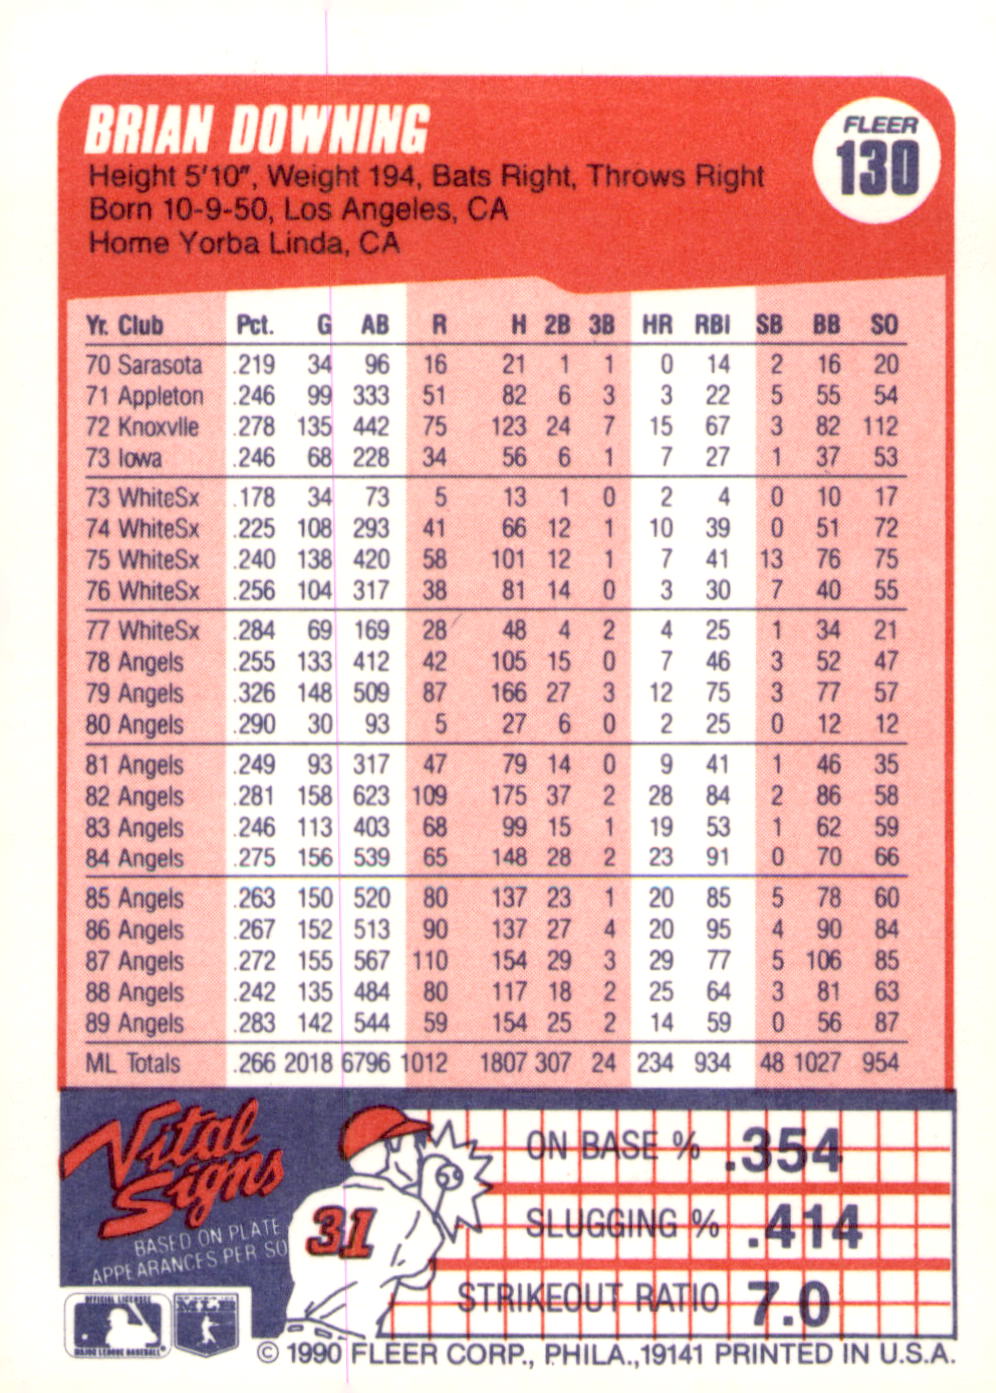 BRIAN DOWNING
FLEER
130
Height 5'10", Weight 194, Bats Right, Throws Right
Born 10-9-50, Los Angeles, CA
Home Yorba Linda, CA
Yr. Club Pct. G AB R H 2B 3B HR RBI SB BB SO
70 Sarasota .219 34 96 16 21 1 1 0 14 2 16 20
71 Appleton .246 99 333 51 82 6 3 3 22 5 55 54
72 Knoxvlle .278 135 442 75 123 24 7 15 67 3 82 112
73 Iowa .246 68 228 34 56 6 1 7 27 1 37 53
73 WhiteSx .178 34 73 5 13 1 0 2 4 0 10 17
74 WhiteSx .225 108 293 41 66 12 1 10 39 0 51 72
75 WhiteSx .240 138 420 58 101 12 1 7 41 13 76 75
76 WhiteSx .256 104 317 38 81 14 0 3 30 7 40 55
77 WhiteSx .284 69 169 28 48 4 2 4 25 1 34 21
78 Angels .255 133 412 42 105 15 0 7 46 3 52 47
79 Angels .326 148 509 87 166 27 3 12 75 3 77 57
80 Angels .290 30 93 5 27 6 0 2 25 0 12 12
81 Angels .249 93 317 47 79 14 0 9 41 1 46 35
82 Angels .281 158 623 109 175 37 2 28 84 2 86 58
83 Angels .246 113 403 68 99 15 1 19 53 1 62 59
84 Angels .275 156 539 65 148 28 2 23 91 0 70 66
85 Angels .263 150 520 80 137 23 1 20 85 5 78 60
86 Angels .267 152 513 90 137 27 4 20 95 4 90 84
87 Angels .272 155 567 110 154 29 3 29 77 5 106 85
88 Angels .242 135 484 80 117 18 2 25 64 3 81 63
89 Angels .283 142 544 59 154 25 2 14 59 0 56 87
ML Totals .266 2018 6796 1012 1807 307 24 234 934 48 1027 954
Vital
Signs
BASED ON PLATE
APPEARANCES PER SO
31
ON BASE % .354
SLUGGING % .414
STRIKEOUT RATIO 7.0
OFFICIAL LICENSEE
MAJOR LEAGUE BASEBALL
© 1990 FLEER CORP., PHILA.,19141 PRINTED IN U.S.A.